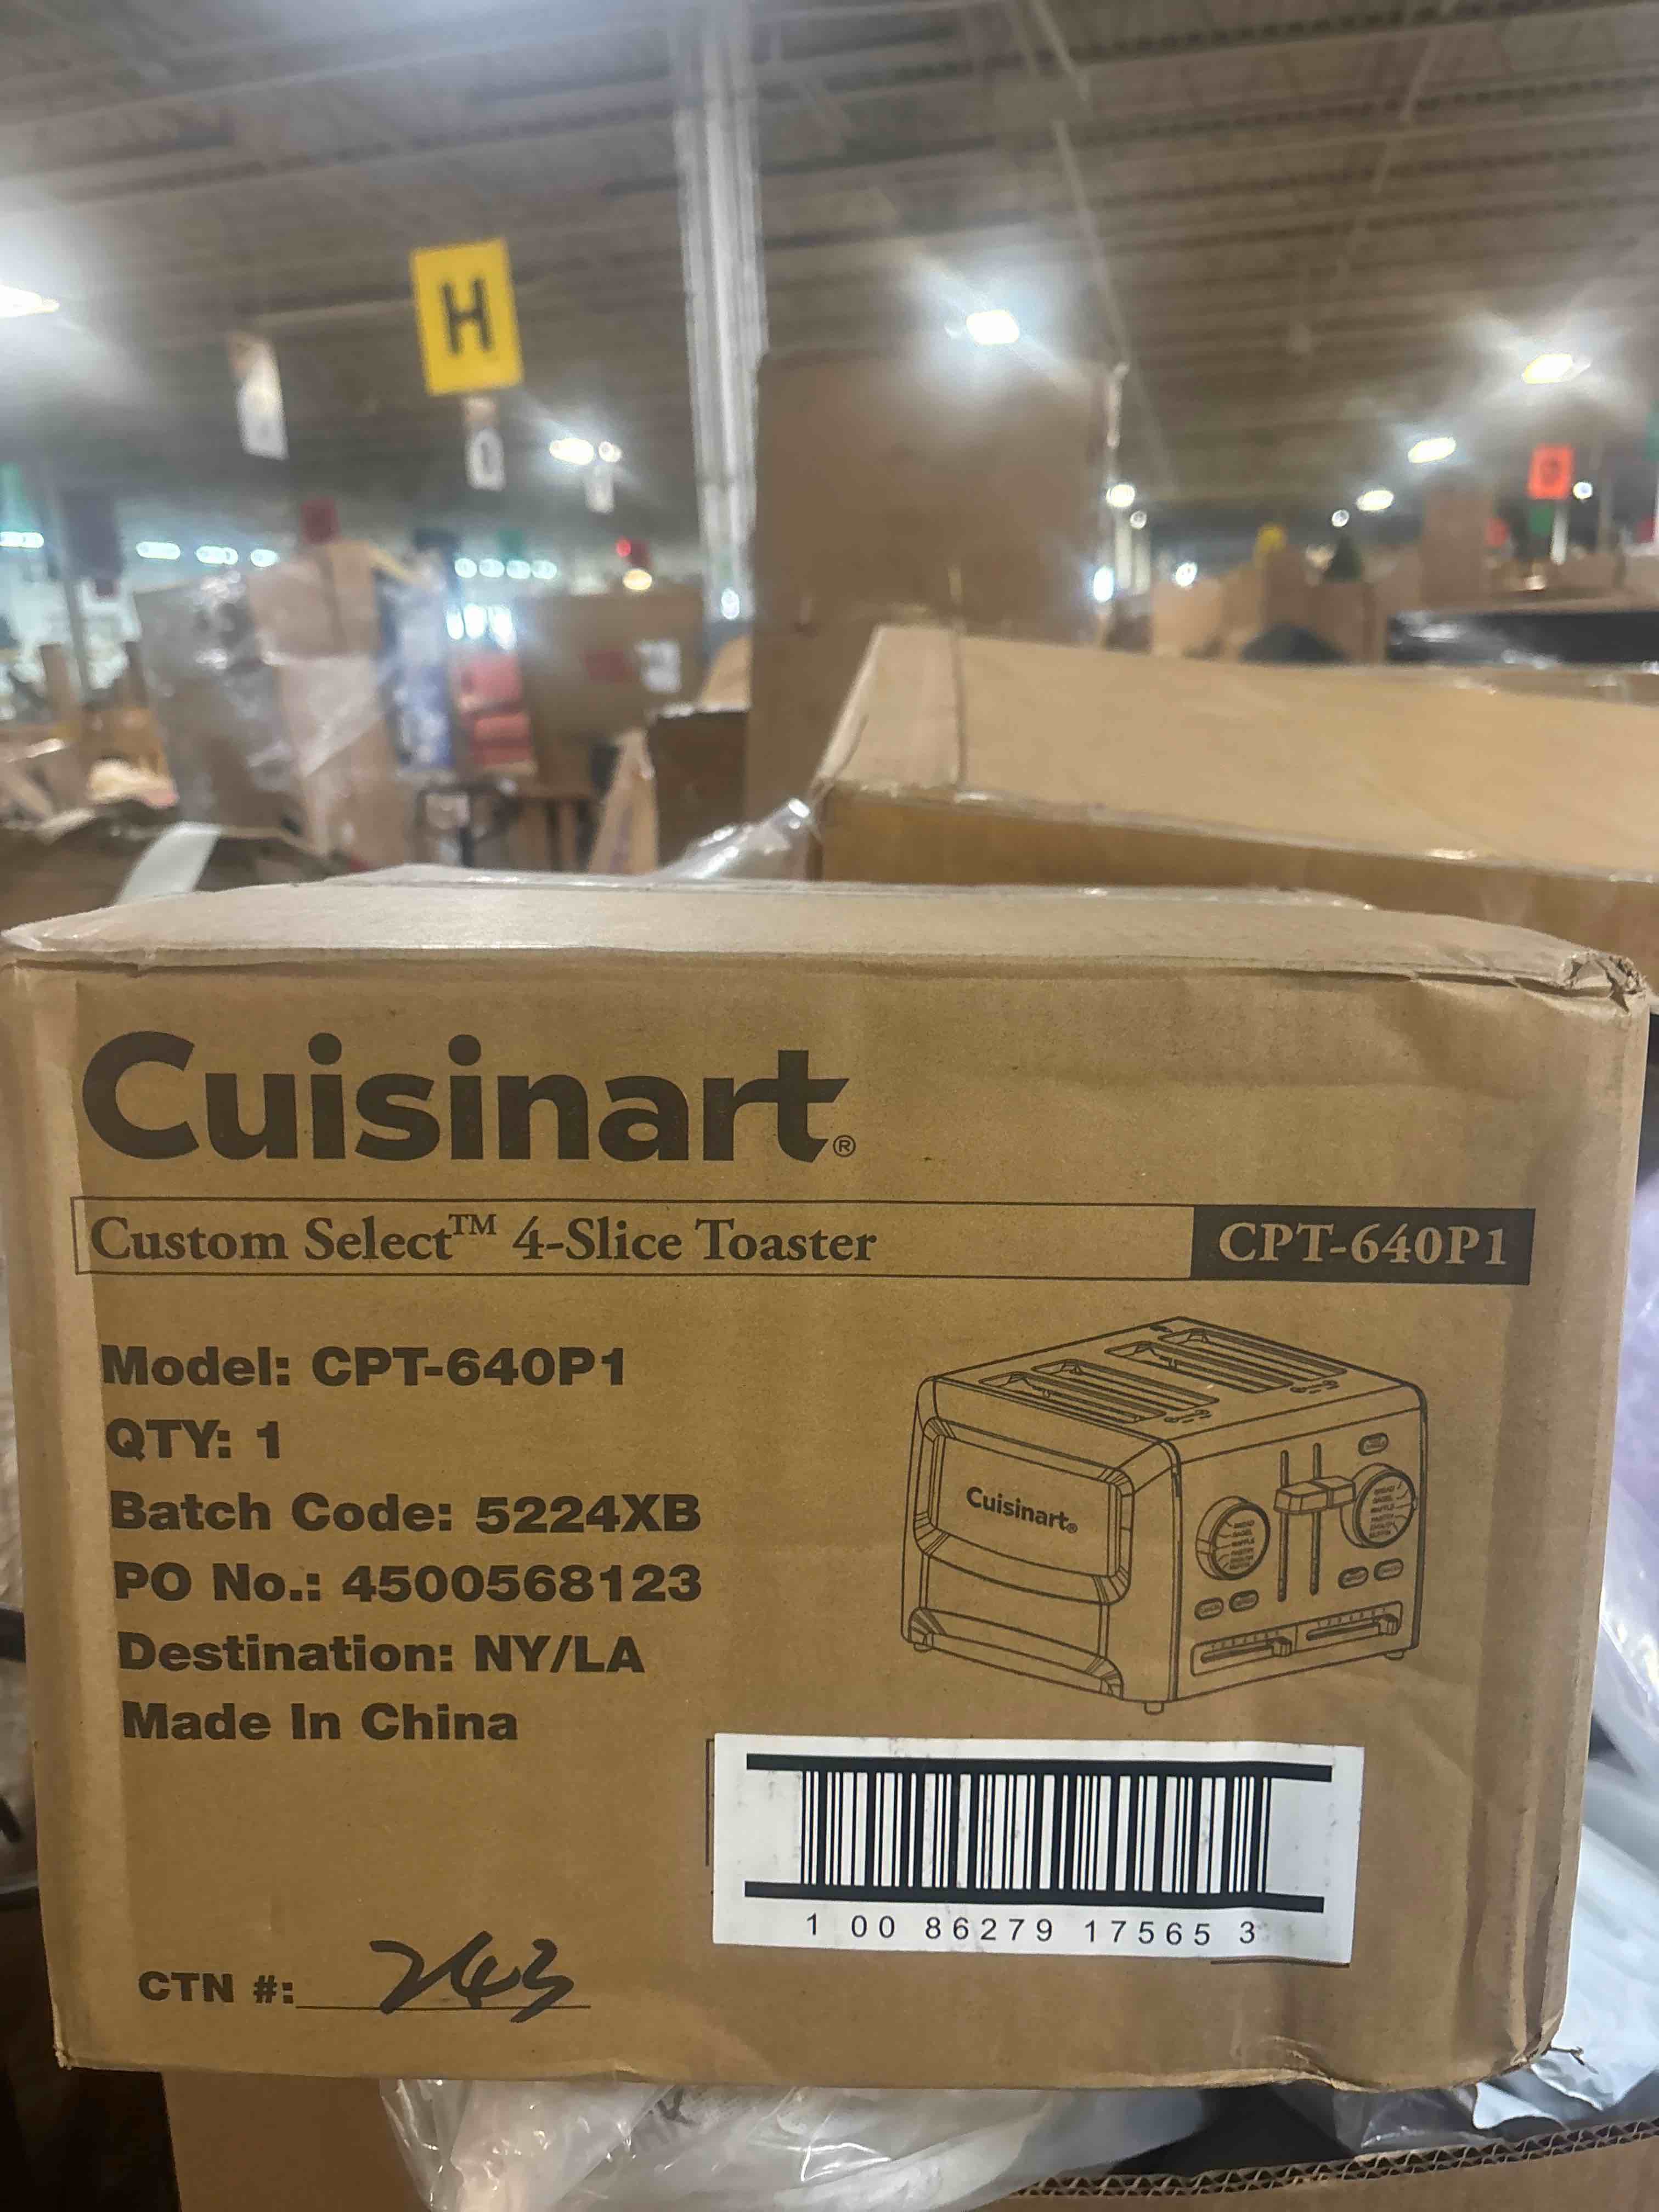 H
Cuisinart®
Custom Select™ 4-Slice Toaster CPT-640P1
Model: CPT-640P1
QTY: 1
Batch Code: 5224XB
PO No.: 4500568123
Destination: NY/LA
Made In China
Cuisinart®
1 00 86279 17565 3
CTN #: 243